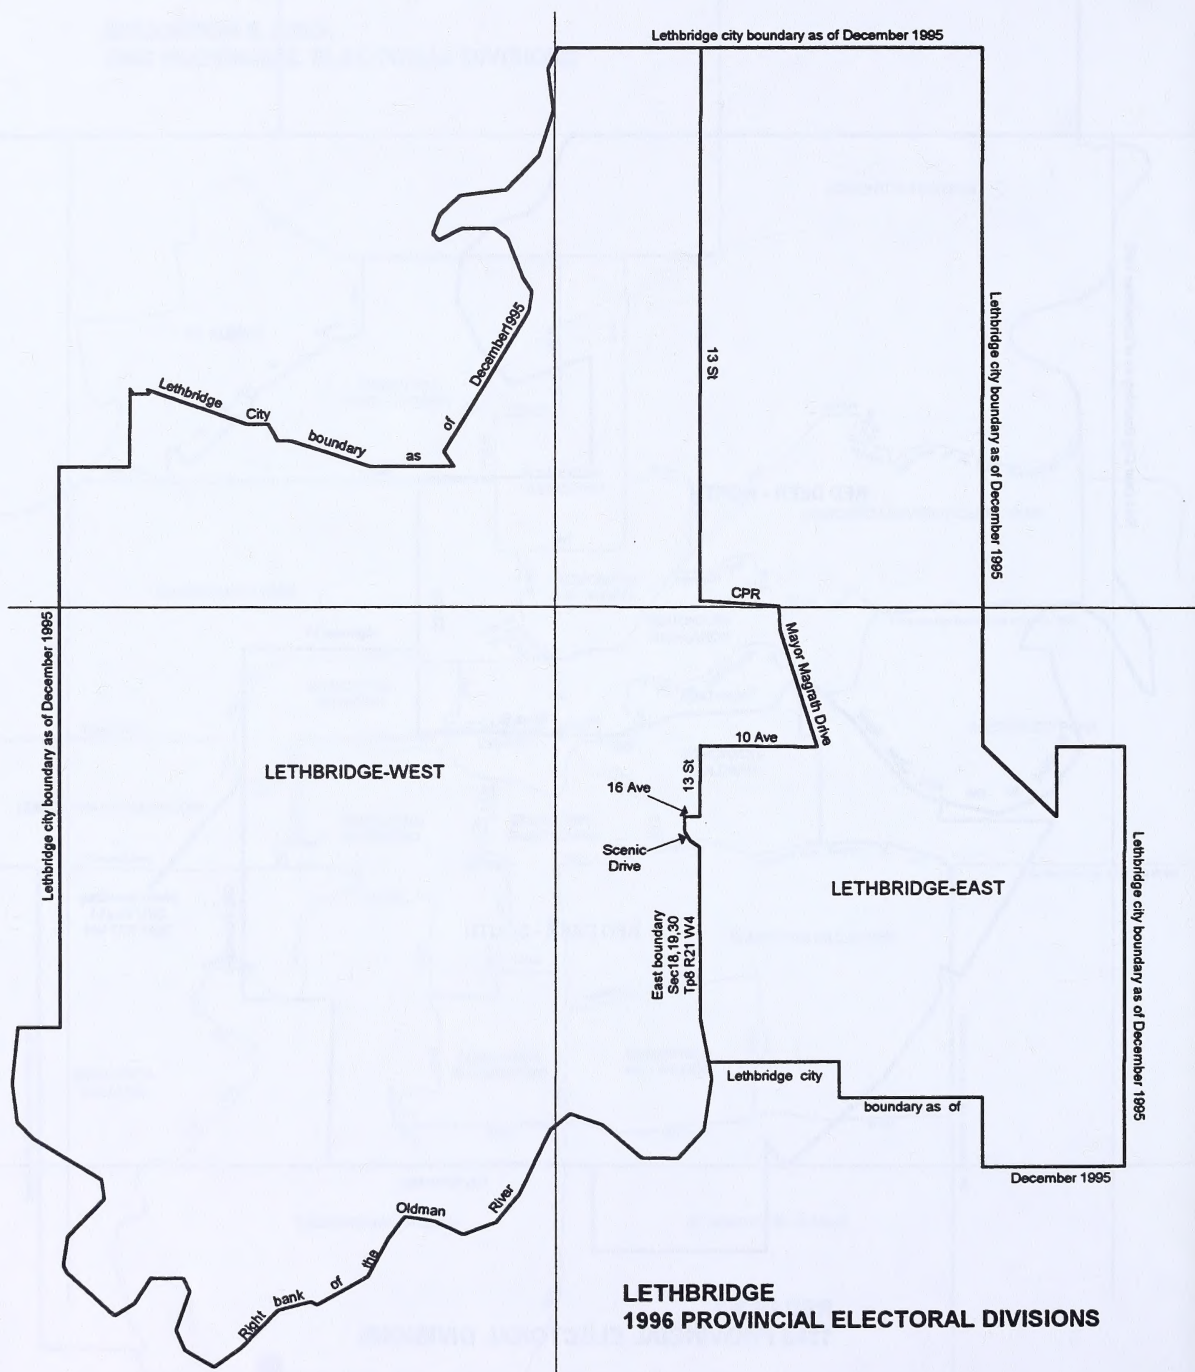 Lethbridge city boundary as of December 1995
Lethbridge City boundary as of December1995
13 St
Lethbridge city boundary as of December 1995
CPR
Mayor Magrath Drive
Lethbridge city boundary as of December 1995
10 Ave
LETHBRIDGE-WEST
13 St
16 Ave
Scenic
Drive
LETHBRIDGE-EAST
Lethbridge city boundary as of December 1995
East boundary
Sec18,19,30
Tp8 R21 W4
Lethbridge city
boundary as of
December 1995
Right bank of the Oldman River
LETHBRIDGE
1996 PROVINCIAL ELECTORAL DIVISIONS